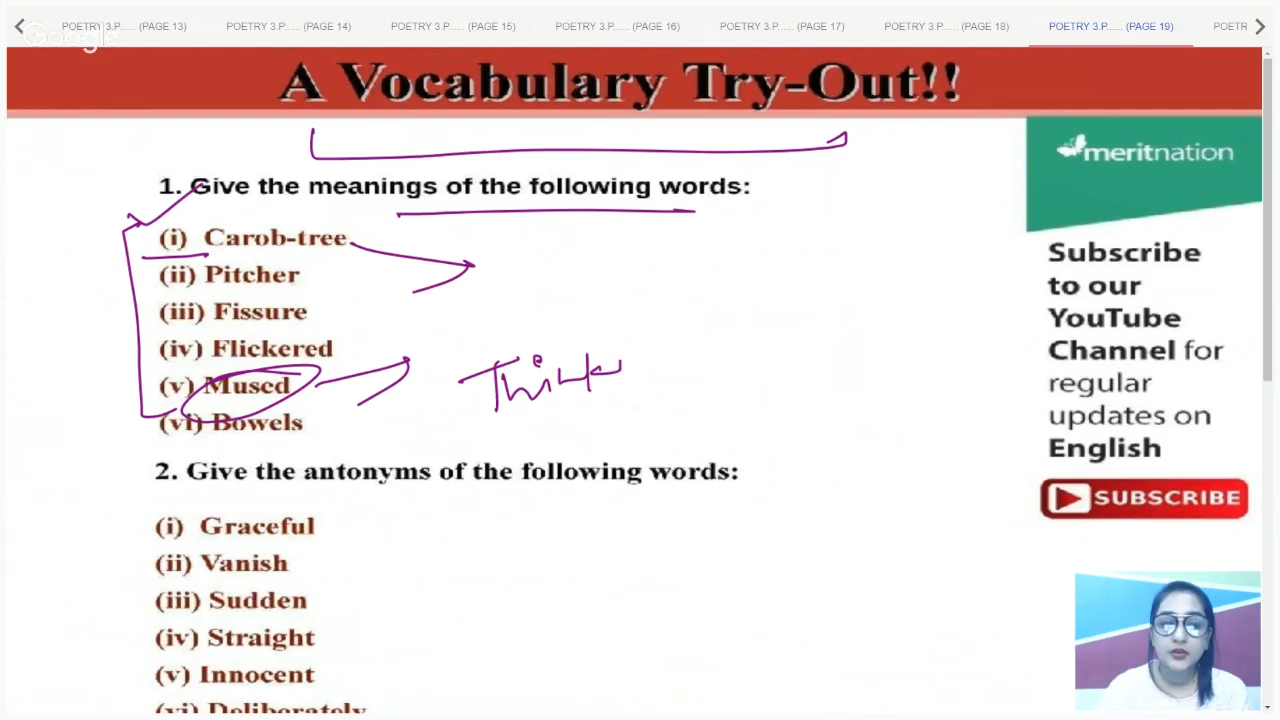 POETRY 3.P...... (PAGE 13) POETRY 3.P...... (PAGE 14) POETRY 3.P...... (PAGE 15) POETRY 3.P...... (PAGE 16) POETRY 3.P...... (PAGE 17) POETRY 3.P...... (PAGE 18) POETRY 3.P...... (PAGE 19) POETR
Google
A Vocabulary Try-Out!!
meritnation
1. Give the meanings of the following words:
(i) Carob-tree
(ii) Pitcher
(iii) Fissure
(iv) Flickered
(v) Mused
Think
(vi) Bowels
2. Give the antonyms of the following words:
(i) Graceful
(ii) Vanish
(iii) Sudden
(iv) Straight
(v) Innocent
(vi) Deliberately
Subscribe
to our
YouTube
Channel for
regular
updates on
English
SUBSCRIBE